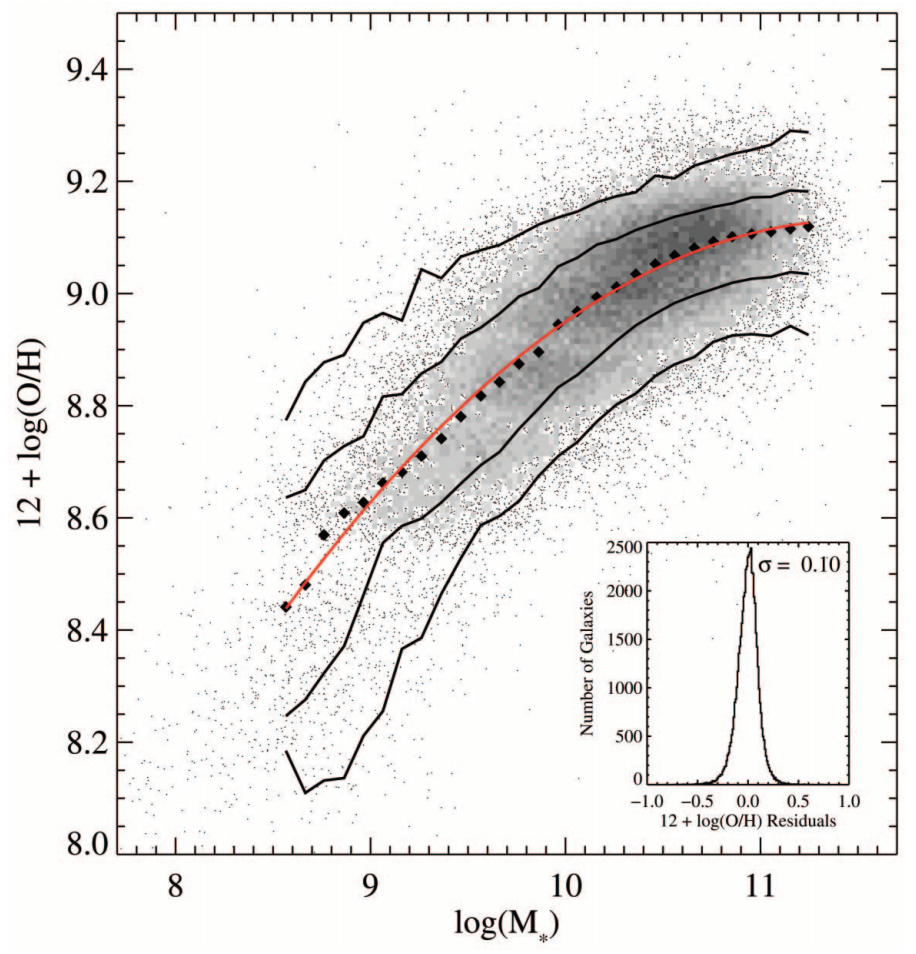 9.4
9.2
9.0
8.8
8.6
8.4
8.2
8.0
12 + log(O/H)
8 9 10 11
log(M*)
2500
2000
1500
1000
500
0
Number of Galaxies
σ = 0.10
−1.0 −0.5 0.0 0.5 1.0
12 + log(O/H) Residuals